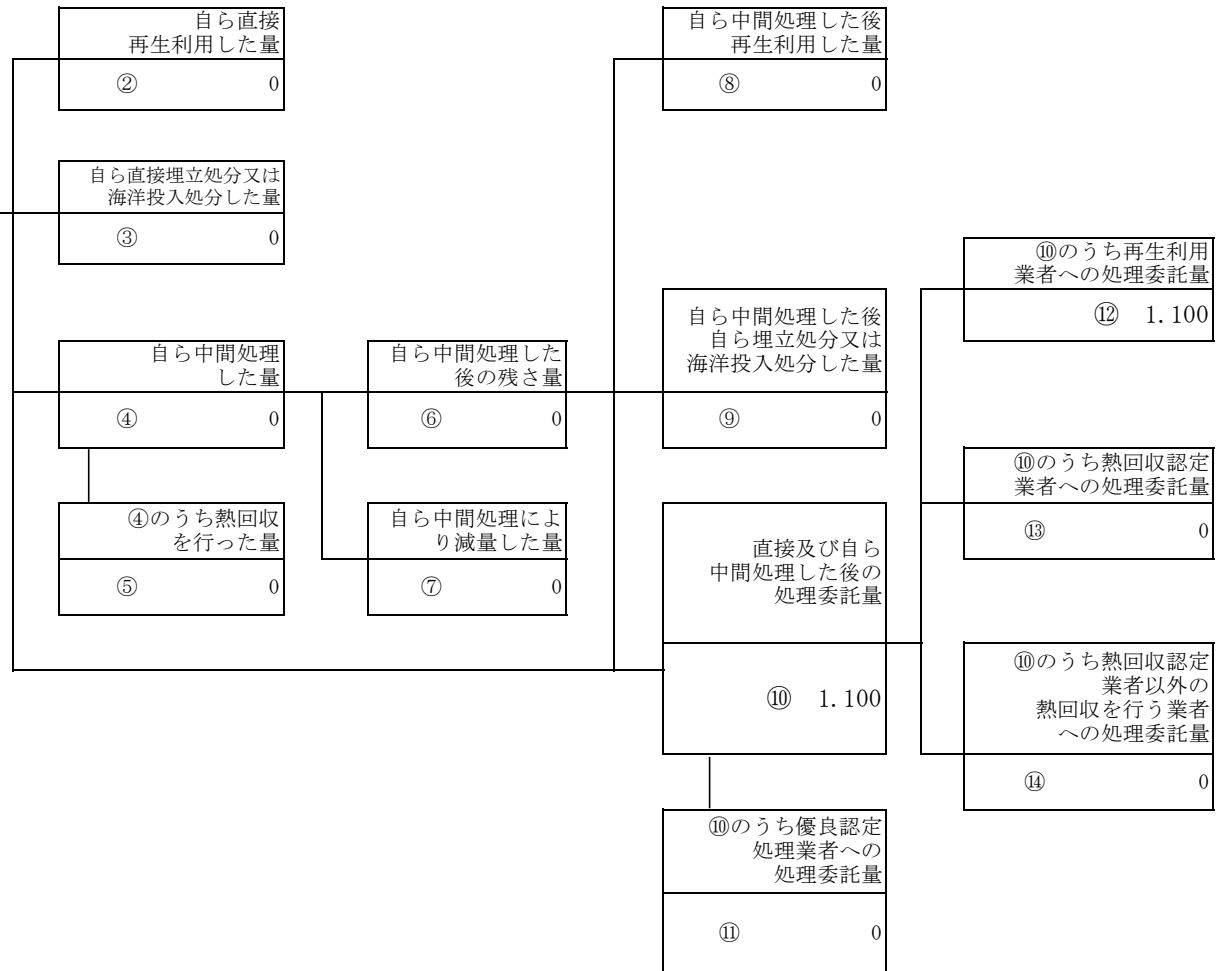 自ら直接
再生利用した量
② 0
自ら直接埋立処分又は
海洋投入処分した量
③ 0
自ら中間処理
した量
④ 0
④のうち熱回収
を行った量
⑤ 0
自ら中間処理した
後の残さ量
⑥ 0
自ら中間処理によ
り減量した量
⑦ 0
自ら中間処理した後
再生利用した量
⑧ 0
自ら中間処理した後
自ら埋立処分又は
海洋投入処分した量
⑨ 0
直接及び自ら
中間処理した後の
処理委託量
⑩ 1.100
⑩のうち優良認定
処理業者への
処理委託量
⑪ 0
⑩のうち再生利用
業者への処理委託量
⑫ 1.100
⑩のうち熱回収認定
業者への処理委託量
⑬ 0
⑩のうち熱回収認定
業者以外の
熱回収を行う業者
への処理委託量
⑭ 0